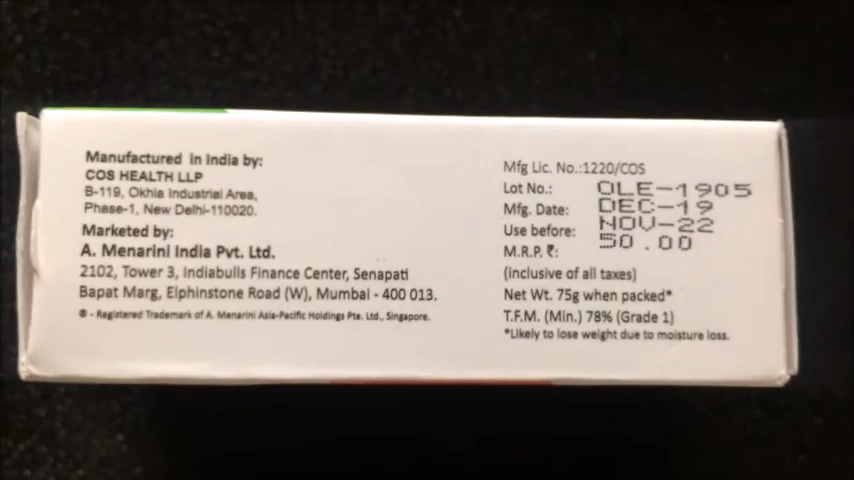 Manufactured in India by:
COS HEALTH LLP
B-119, Okhla Industrial Area,
Phase-1, New Delhi-110020.
Marketed by:
A. Menarini India Pvt. Ltd.
2102, Tower 3, Indiabulls Finance Center, Senapati
Bapat Marg, Elphinstone Road (W), Mumbai - 400 013.
® - Registered Trademark of A. Menarini Asia-Pacific Holdings Pte. Ltd., Singapore.
Mfg Lic. No.:1220/COS
Lot No.: OLE-1905
Mfg. Date: DEC-19
Use before: NOV-22
M.R.P. ₹: 50.00
(inclusive of all taxes)
Net Wt. 75g when packed*
T.F.M. (Min.) 78% (Grade 1)
*Likely to lose weight due to moisture loss.